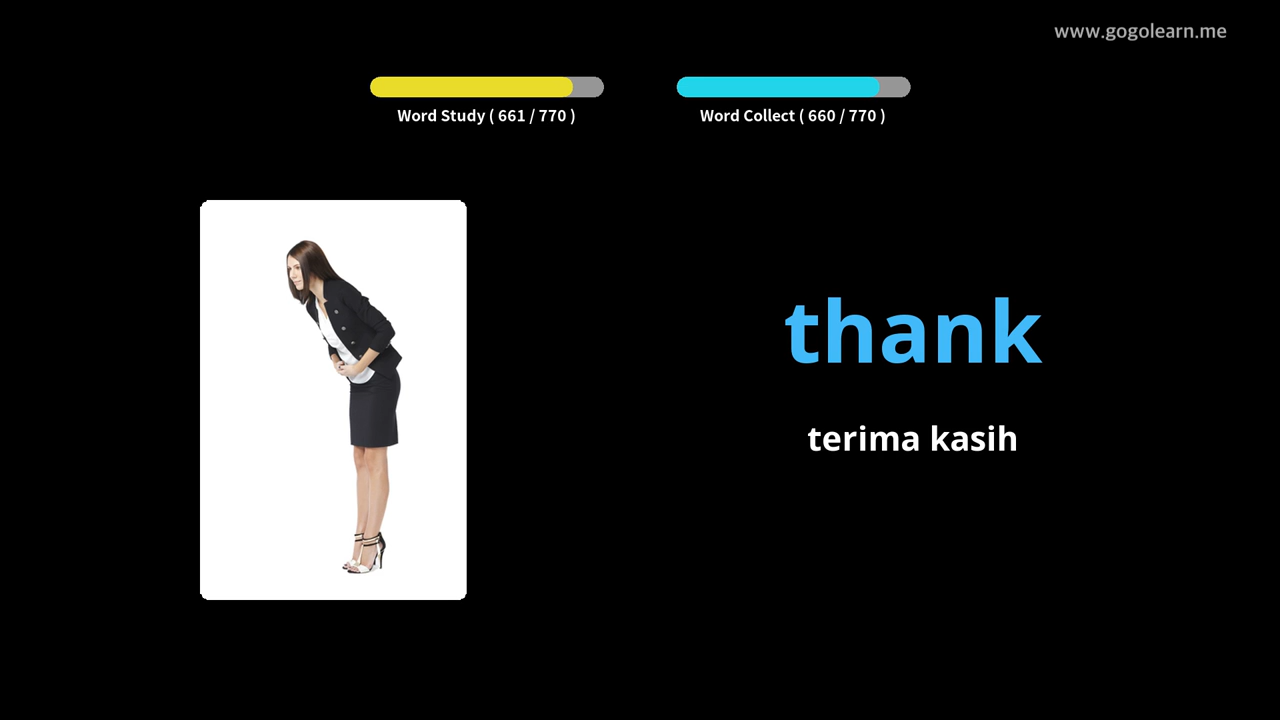 www.gogolearn.me
Word Study ( 661 / 770 )
Word Collect ( 660 / 770 )
thank
terima kasih